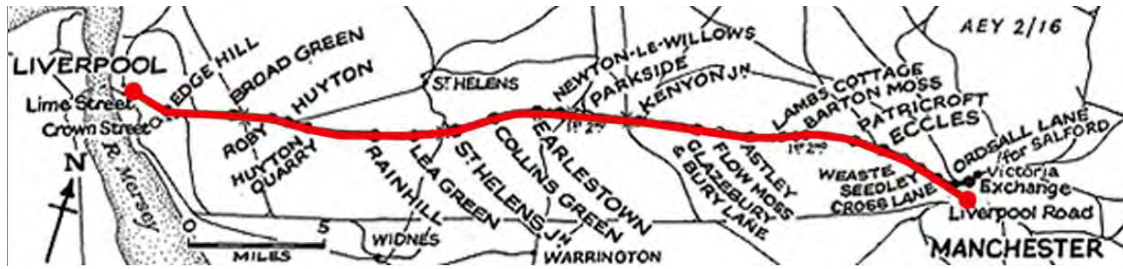 AEY 2/16
LIVERPOOL
Lime Street
Crown Street
EDGE HILL
BROAD GREEN
ROBY
HUYTON
HUYTON
QUARRY
RAINHILL
LEA GREEN
ST HELENS
ST HELENS JN
COLLINS GREEN
EARLESTOWN
NEWTON-LE-WILLOWS
PARKSIDE
1st 2nd
KENYON JN
GLAZEBURY
& BURY LANE
FLOW MOSS
ASTLEY
LAMBS COTTAGE
BARTON MOSS
1st 2nd
PATRICROFT
ECCLES
WEASTE
SEEDLEY
CROSS LANE
ORDSALL LANE
for SALFORD
Victoria
Exchange
Liverpool Road
MANCHESTER
N
R. Mersey
0 5
MILES
WIDNES
WARRINGTON